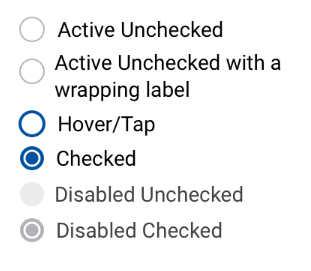 Active Unchecked
Active Unchecked with a
wrapping label
Hover/Tap
Checked
Disabled Unchecked
Disabled Checked